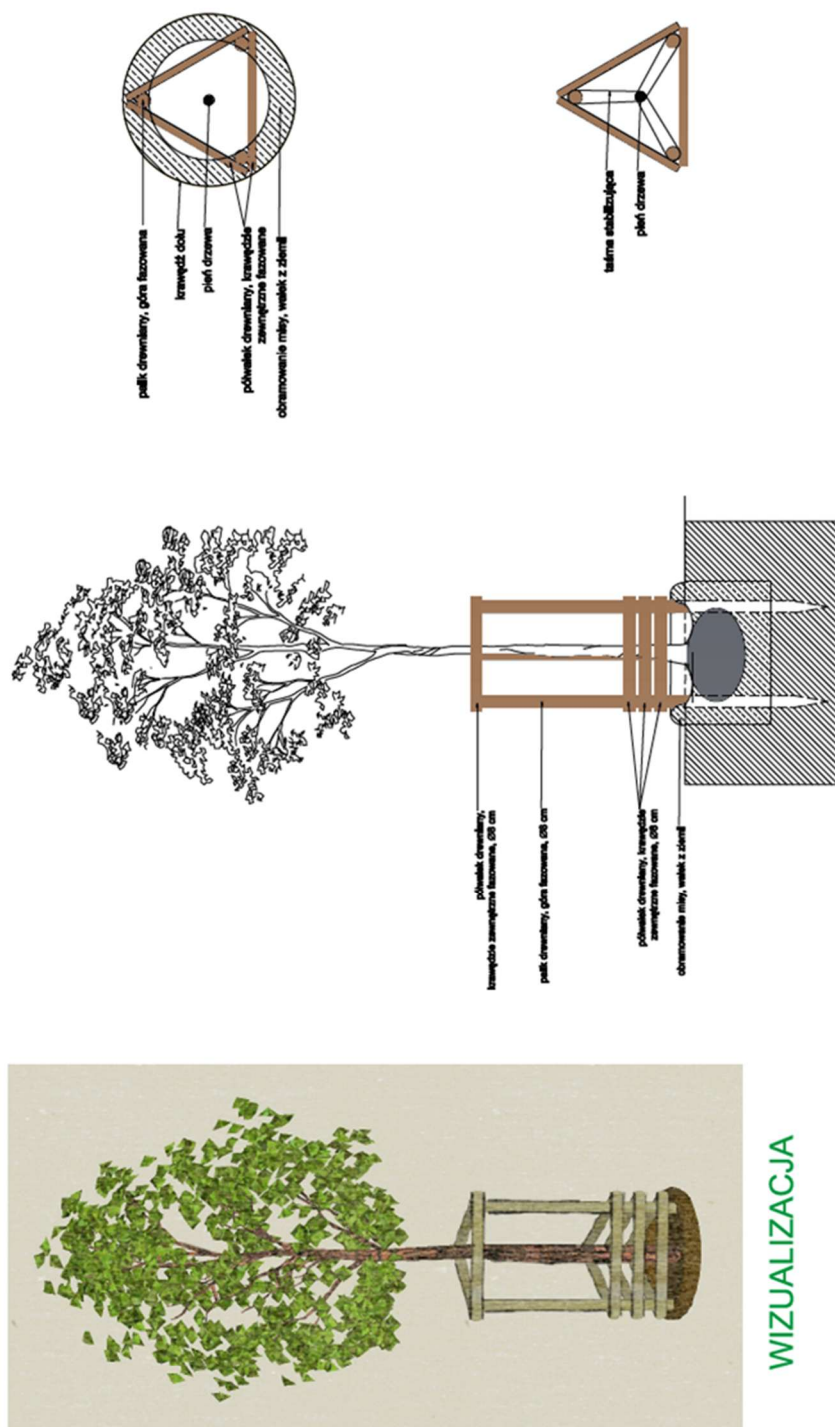 palik drewniany, góra fazowana
krawędź dołu
pień drzewa
półwałek drewniany, krawędzie
zewnętrzne fazowane
obramowanie misy, wałek z ziemi
taśma stabilizująca
pień drzewa
półwałek drewniany,
krawędzie zewnętrzne fazowane, Ø8 cm
palik drewniany, góra fazowana, Ø8 cm
półwałek drewniany, krawędzie
zewnętrzne fazowane, Ø8 cm
obramowanie misy, wałek z ziemi
WIZUALIZACJA